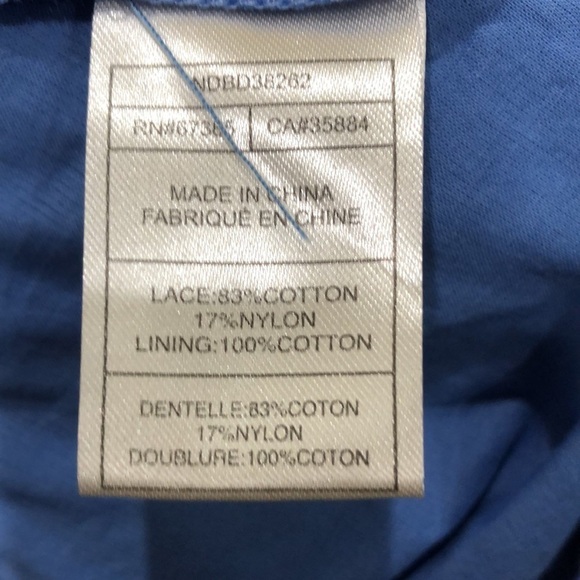 NDBD38262
RN#67366 CA#35884
MADE IN CHINA
FABRIQUÉ EN CHINE
LACE:83%COTTON
17%NYLON
LINING:100%COTTON
DENTELLE:83%COTON
17%NYLON
DOUBLURE:100%COTON